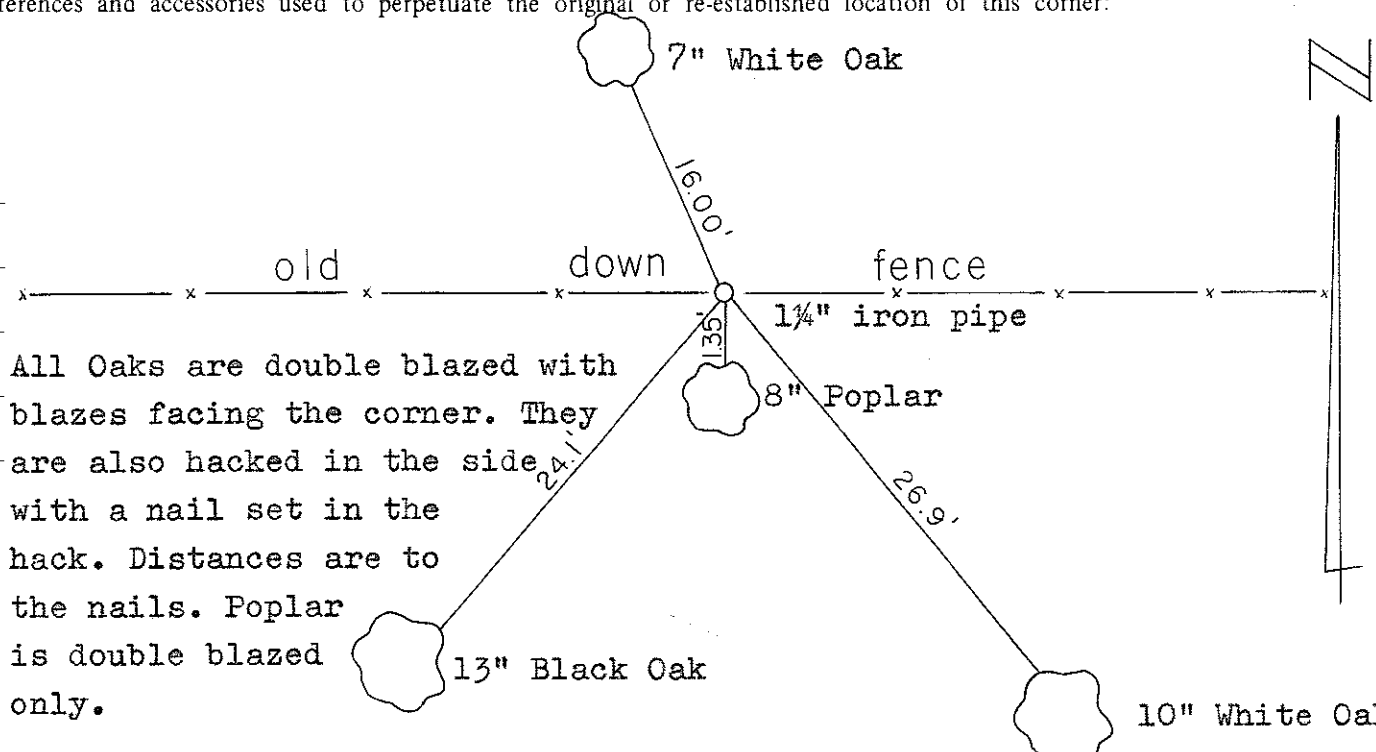 ferences and accessories used to perpetuate the original or re-established location of this corner:
7" White Oak
N
16.00'
old down fence
1¼" iron pipe
1.35'
8" Poplar
All Oaks are double blazed with
blazes facing the corner. They
are also hacked in the side
with a nail set in the
hack. Distances are to
the nails. Poplar
is double blazed
only.
24.1'
26.9'
13" Black Oak
10" White Oa